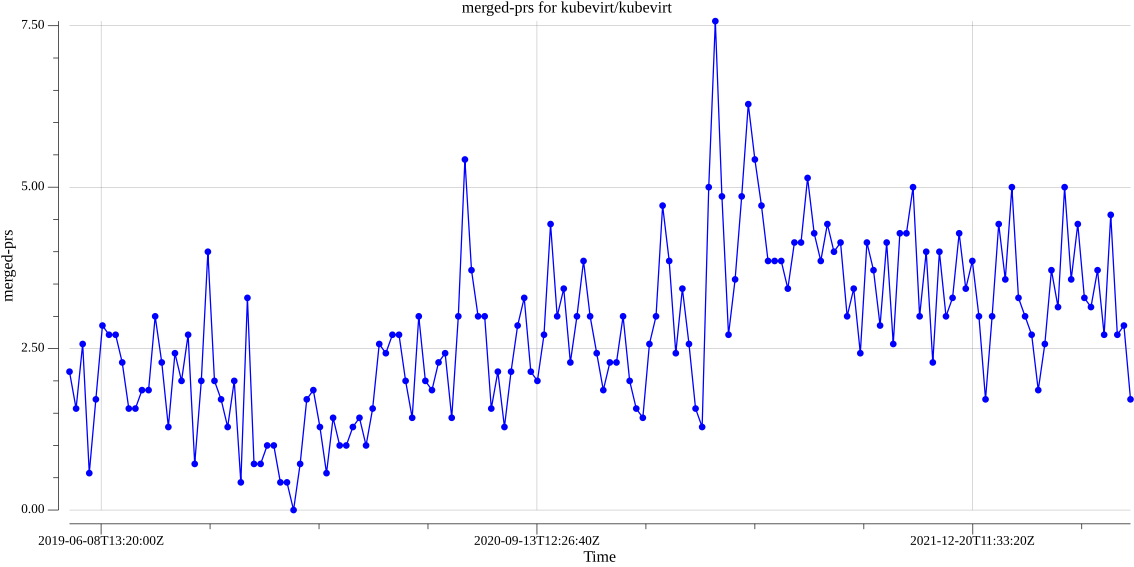 merged-prs for kubevirt/kubevirt
7.50
5.00
2.50
0.00
merged-prs
2019-06-08T13:20:00Z
2020-09-13T12:26:40Z
2021-12-20T11:33:20Z
Time